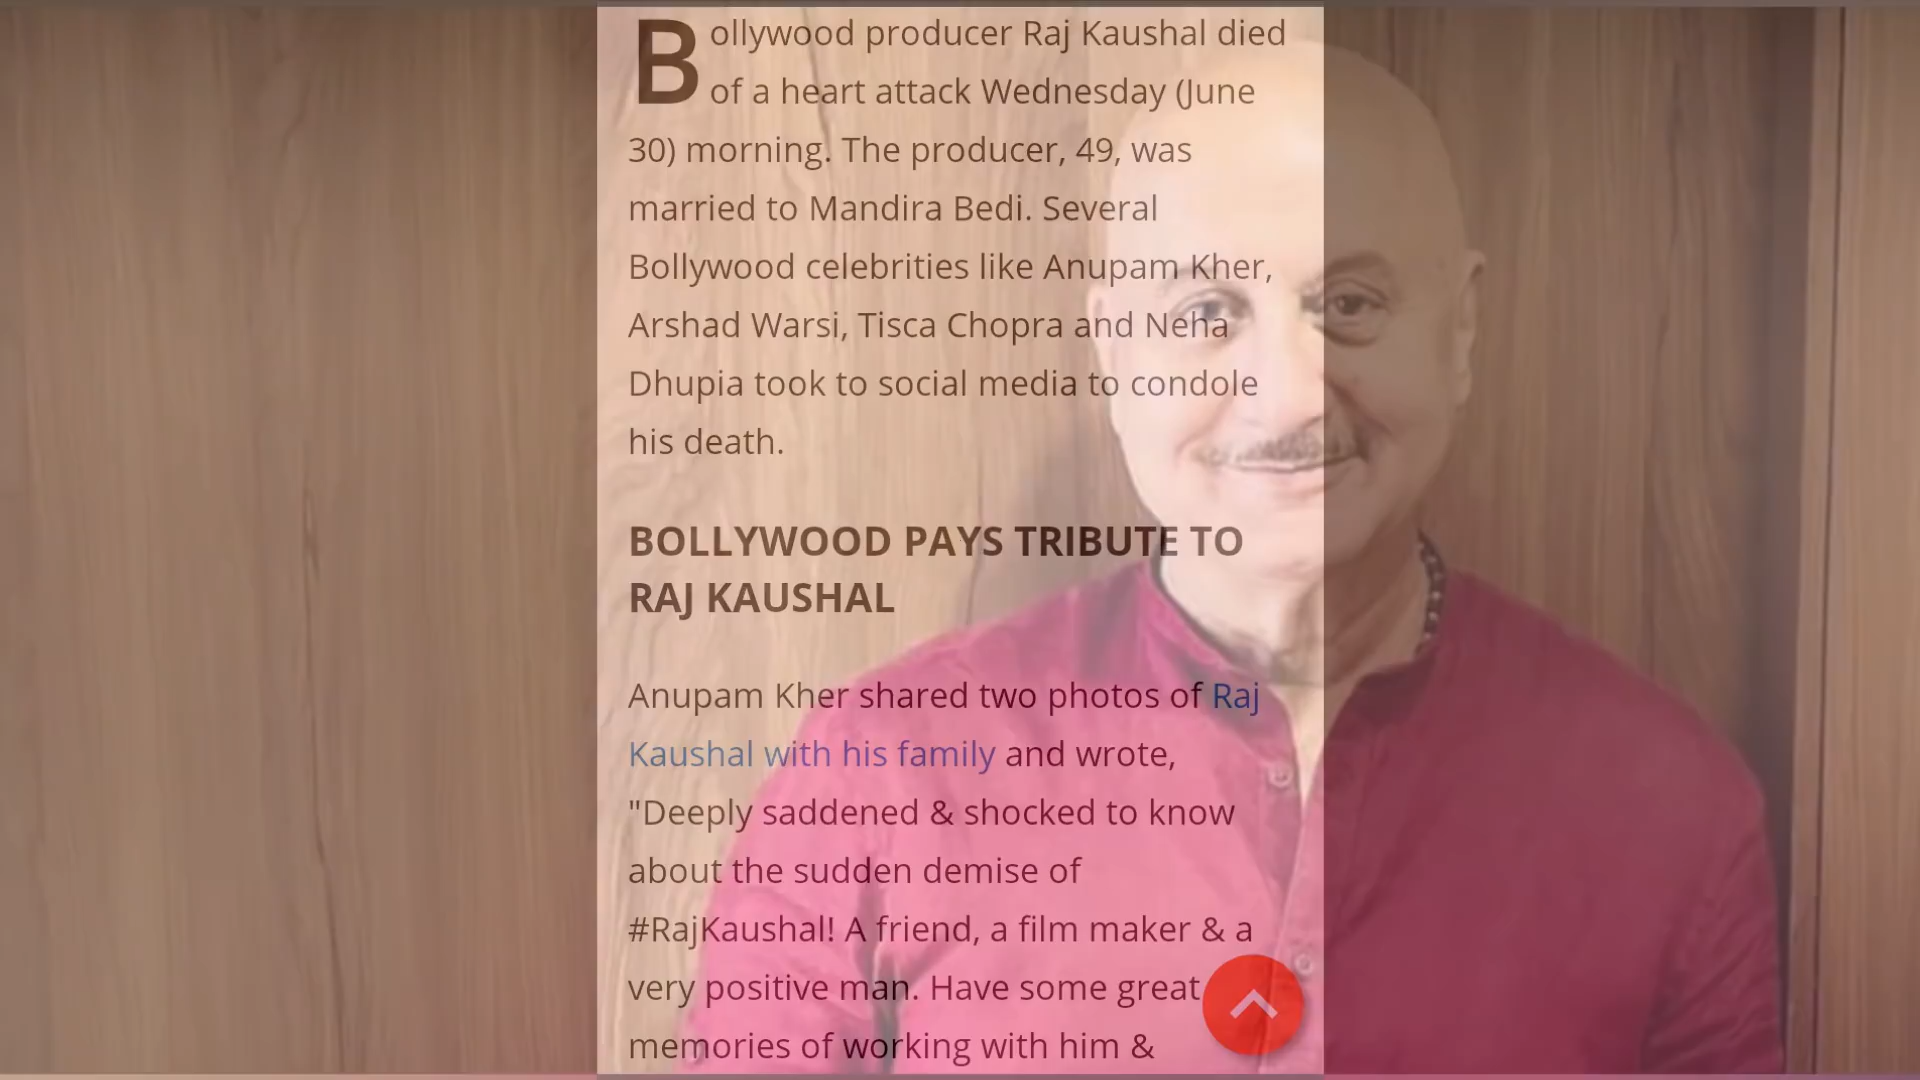 Bollywood producer Raj Kaushal died
of a heart attack Wednesday (June
30) morning. The producer, 49, was
married to Mandira Bedi. Several
Bollywood celebrities like Anupam Kher,
Arshad Warsi, Tisca Chopra and Neha
Dhupia took to social media to condole
his death.
BOLLYWOOD PAYS TRIBUTE TO
RAJ KAUSHAL
Anupam Kher shared two photos of Raj
Kaushal with his family and wrote,
"Deeply saddened & shocked to know
about the sudden demise of
#RajKaushal! A friend, a film maker & a
very positive man. Have some great
memories of working with him &